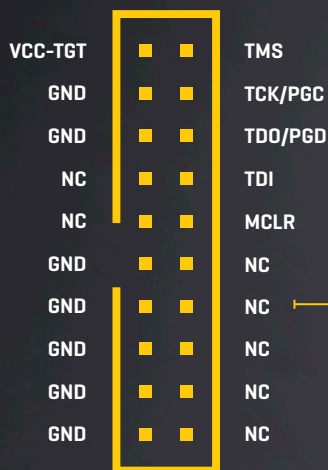 VCC-TGT TMS
GND TCK/PGC
GND TDO/PGD
NC TDI
NC MCLR
GND NC
GND NC
GND NC
GND NC
GND NC